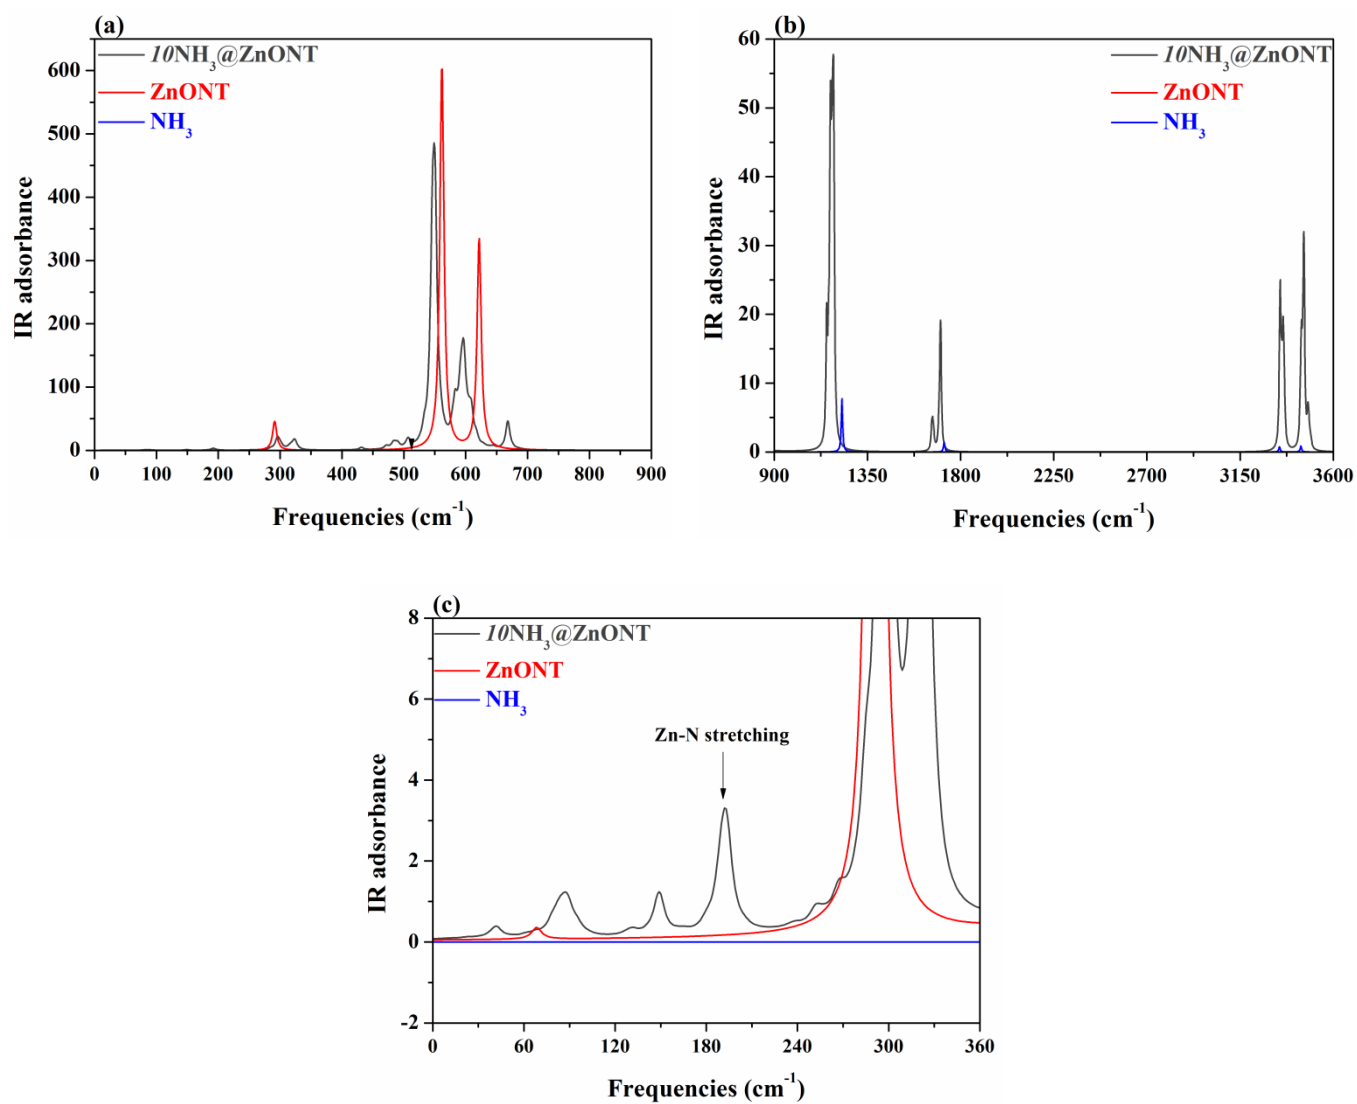 (a)
10NH3@ZnONT
ZnONT
NH3
600
500
400
300
200
100
0
0 100 200 300 400 500 600 700 800 900
IR adsorbance
Frequencies (cm-1)
(b)
10NH3@ZnONT
ZnONT
NH3
60
50
40
30
20
10
0
900 1350 1800 2250 2700 3150 3600
IR adsorbance
Frequencies (cm-1)
(c)
10NH3@ZnONT
ZnONT
NH3
Zn-N stretching
8
6
4
2
0
-2
0 60 120 180 240 300 360
IR adsorbance
Frequencies (cm-1)